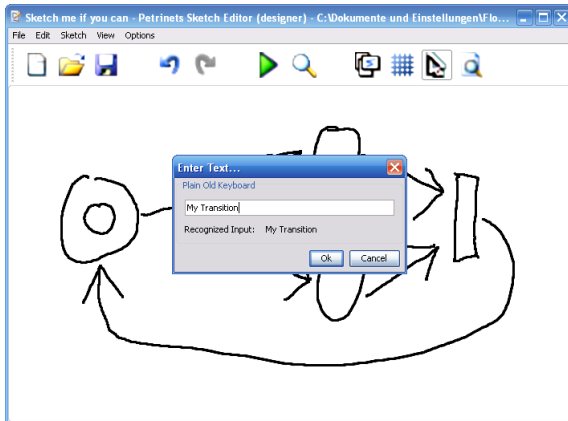 Sketch me if you can - Petrinets Sketch Editor (designer) - C:\Dokumente und Einstellungen\Flo...
File Edit Sketch View Options
Enter Text...
Plain Old Keyboard
My Transition
Recognized Input: My Transition
Ok Cancel